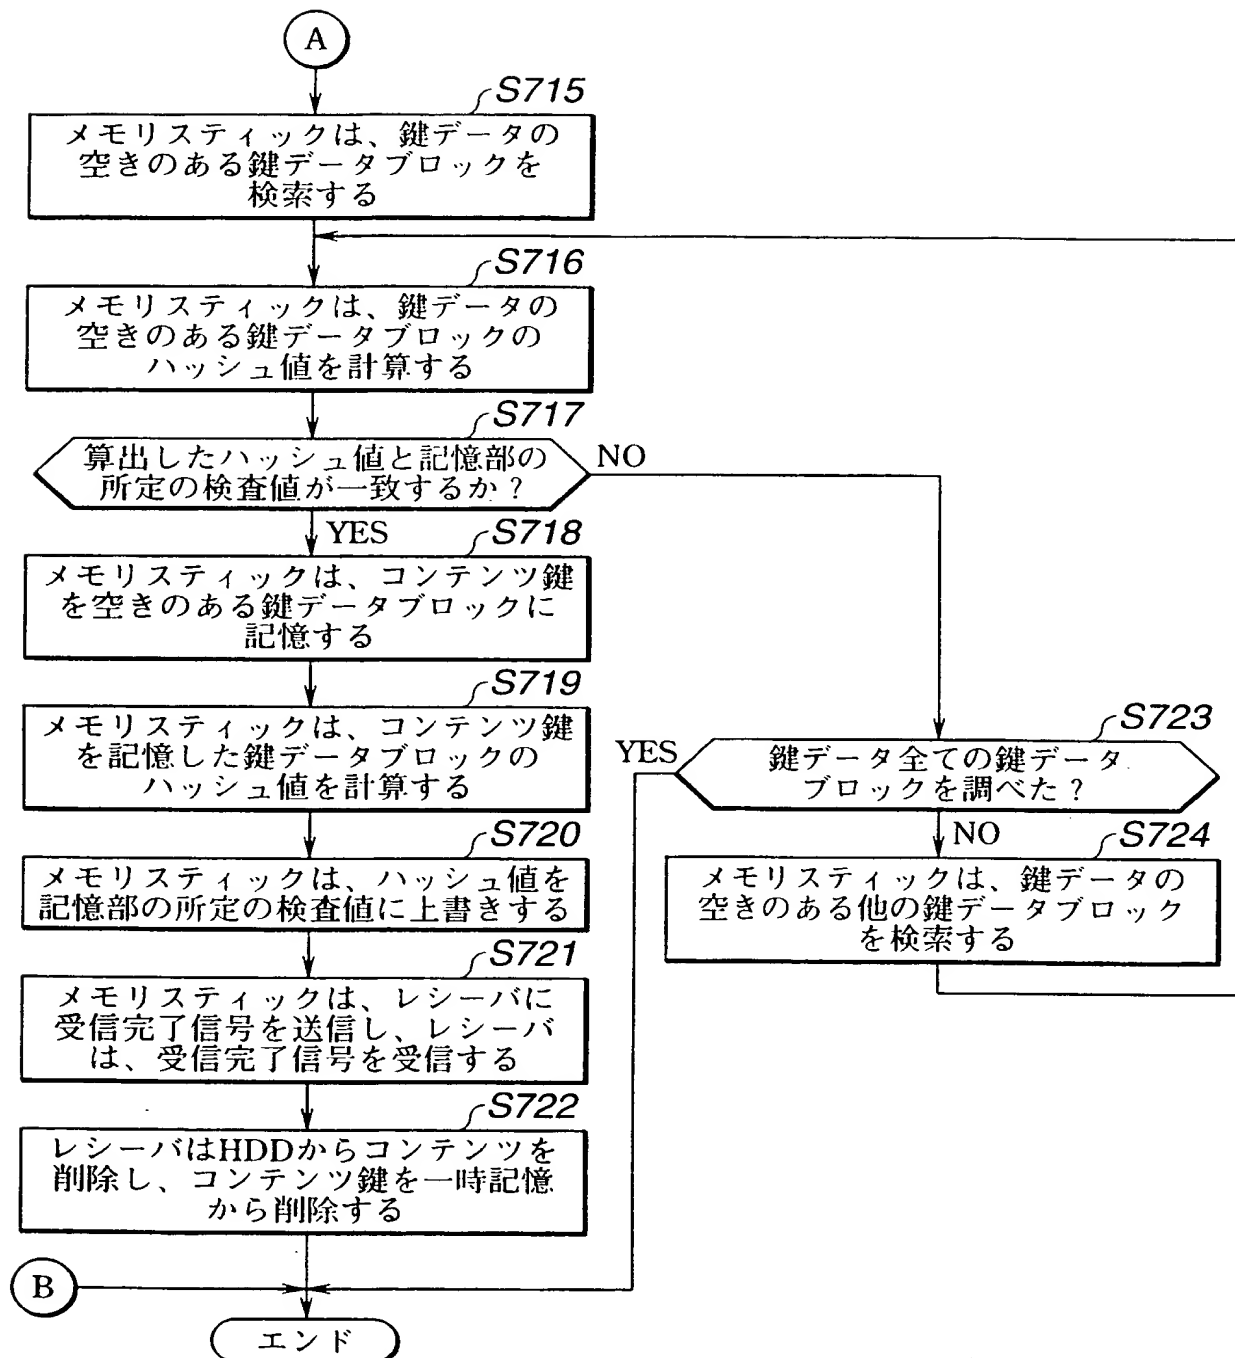 A
S715
メモリスティックは、鍵データの
空きのある鍵データブロックを
検索する
S716
メモリスティックは、鍵データの
空きのある鍵データブロックの
ハッシュ値を計算する
S717
算出したハッシュ値と記憶部の
所定の検査値が一致するか?
NO
YES
S718
メモリスティックは、コンテンツ鍵
を空きのある鍵データブロックに
記憶する
S719
メモリスティックは、コンテンツ鍵
を記憶した鍵データブロックの
ハッシュ値を計算する
S720
メモリスティックは、ハッシュ値を
記憶部の所定の検査値に上書きする
S721
メモリスティックは、レシーバに
受信完了信号を送信し、レシーバ
は、受信完了信号を受信する
S722
レシーバはHDDからコンテンツを
削除し、コンテンツ鍵を一時記憶
から削除する
S723
YES
鍵データ全ての鍵データ
ブロックを調べた?
NO
S724
メモリスティックは、鍵データの
空きのある他の鍵データブロック
を検索する
B
エンド